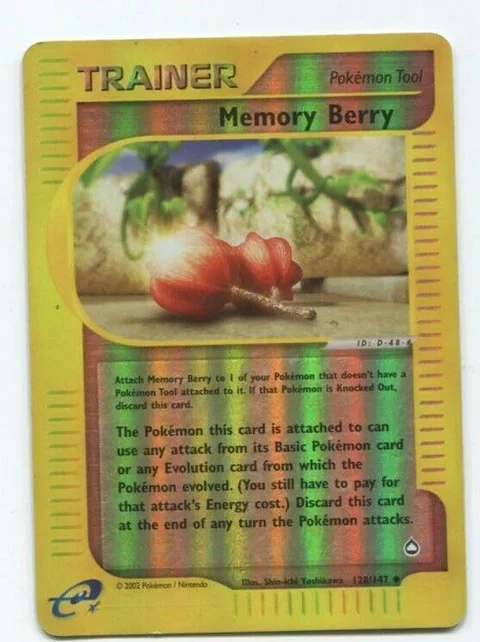 TRAINER
Pokémon Tool
Memory Berry
ID: D-48-#
Attach Memory Berry to 1 of your Pokémon that doesn't have a
Pokémon Tool attached to it. If that Pokémon is Knocked Out,
discard this card.
The Pokémon this card is attached to can
use any attack from its Basic Pokémon card
or any Evolution card from which the
Pokémon evolved. (You still have to pay for
that attack's Energy cost.) Discard this card
at the end of any turn the Pokémon attacks.
© 2002 Pokémon / Nintendo
Illus. Shin-ichi Yoshikawa
128/147
e